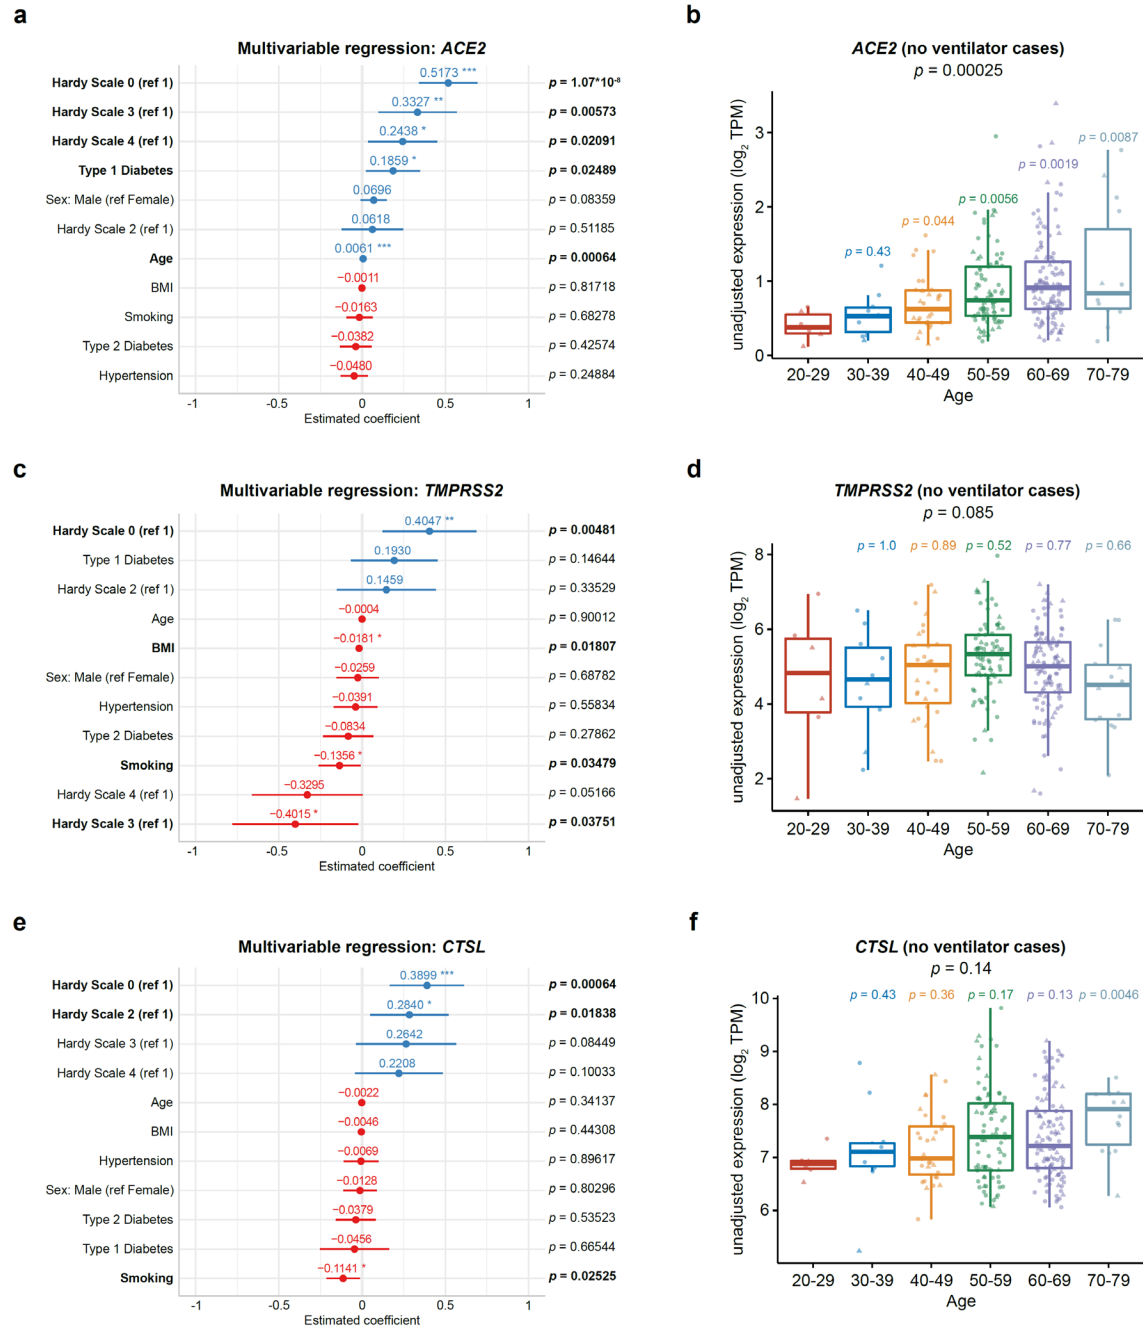 a
Multivariable regression: ACE2
Hardy Scale 0 (ref 1) 0.5173 *** p = 1.07*10⁻⁸
Hardy Scale 3 (ref 1) 0.3327 ** p = 0.00573
Hardy Scale 4 (ref 1) 0.2438 * p = 0.02091
Type 1 Diabetes 0.1859 * p = 0.02489
Sex: Male (ref Female) 0.0696 p = 0.08359
Hardy Scale 2 (ref 1) 0.0618 p = 0.51185
Age 0.0061 *** p = 0.00064
BMI −0.0011 p = 0.81718
Smoking −0.0163 p = 0.68278
Type 2 Diabetes −0.0382 p = 0.42574
Hypertension −0.0480 p = 0.24884
-1 -0.5 0 0.5 1
Estimated coefficient
b
ACE2 (no ventilator cases)
p = 0.00025
unadjusted expression (log₂ TPM)
3
2
1
0
p = 0.43 p = 0.044 p = 0.0056 p = 0.0019 p = 0.0087
20-29 30-39 40-49 50-59 60-69 70-79
Age
c
Multivariable regression: TMPRSS2
Hardy Scale 0 (ref 1) 0.4047 ** p = 0.00481
Type 1 Diabetes 0.1930 p = 0.14644
Hardy Scale 2 (ref 1) 0.1459 p = 0.33529
Age −0.0004 p = 0.90012
BMI −0.0181 * p = 0.01807
Sex: Male (ref Female) −0.0259 p = 0.68782
Hypertension −0.0391 p = 0.55834
Type 2 Diabetes −0.0834 p = 0.27862
Smoking −0.1356 * p = 0.03479
Hardy Scale 4 (ref 1) −0.3295 p = 0.05166
Hardy Scale 3 (ref 1) −0.4015 * p = 0.03751
-1 -0.5 0 0.5 1
Estimated coefficient
d
TMPRSS2 (no ventilator cases)
p = 0.085
unadjusted expression (log₂ TPM)
8
6
4
2
p = 1.0 p = 0.89 p = 0.52 p = 0.77 p = 0.66
20-29 30-39 40-49 50-59 60-69 70-79
Age
e
Multivariable regression: CTSL
Hardy Scale 0 (ref 1) 0.3899 *** p = 0.00064
Hardy Scale 2 (ref 1) 0.2840 * p = 0.01838
Hardy Scale 3 (ref 1) 0.2642 p = 0.08449
Hardy Scale 4 (ref 1) 0.2208 p = 0.10033
Age −0.0022 p = 0.34137
BMI −0.0046 p = 0.44308
Hypertension −0.0069 p = 0.89617
Sex: Male (ref Female) −0.0128 p = 0.80296
Type 2 Diabetes −0.0379 p = 0.53523
Type 1 Diabetes −0.0456 p = 0.66544
Smoking −0.1141 * p = 0.02525
-1 -0.5 0 0.5 1
Estimated coefficient
f
CTSL (no ventilator cases)
p = 0.14
unadjusted expression (log₂ TPM)
10
9
8
7
6
p = 0.43 p = 0.36 p = 0.17 p = 0.13 p = 0.0046
20-29 30-39 40-49 50-59 60-69 70-79
Age